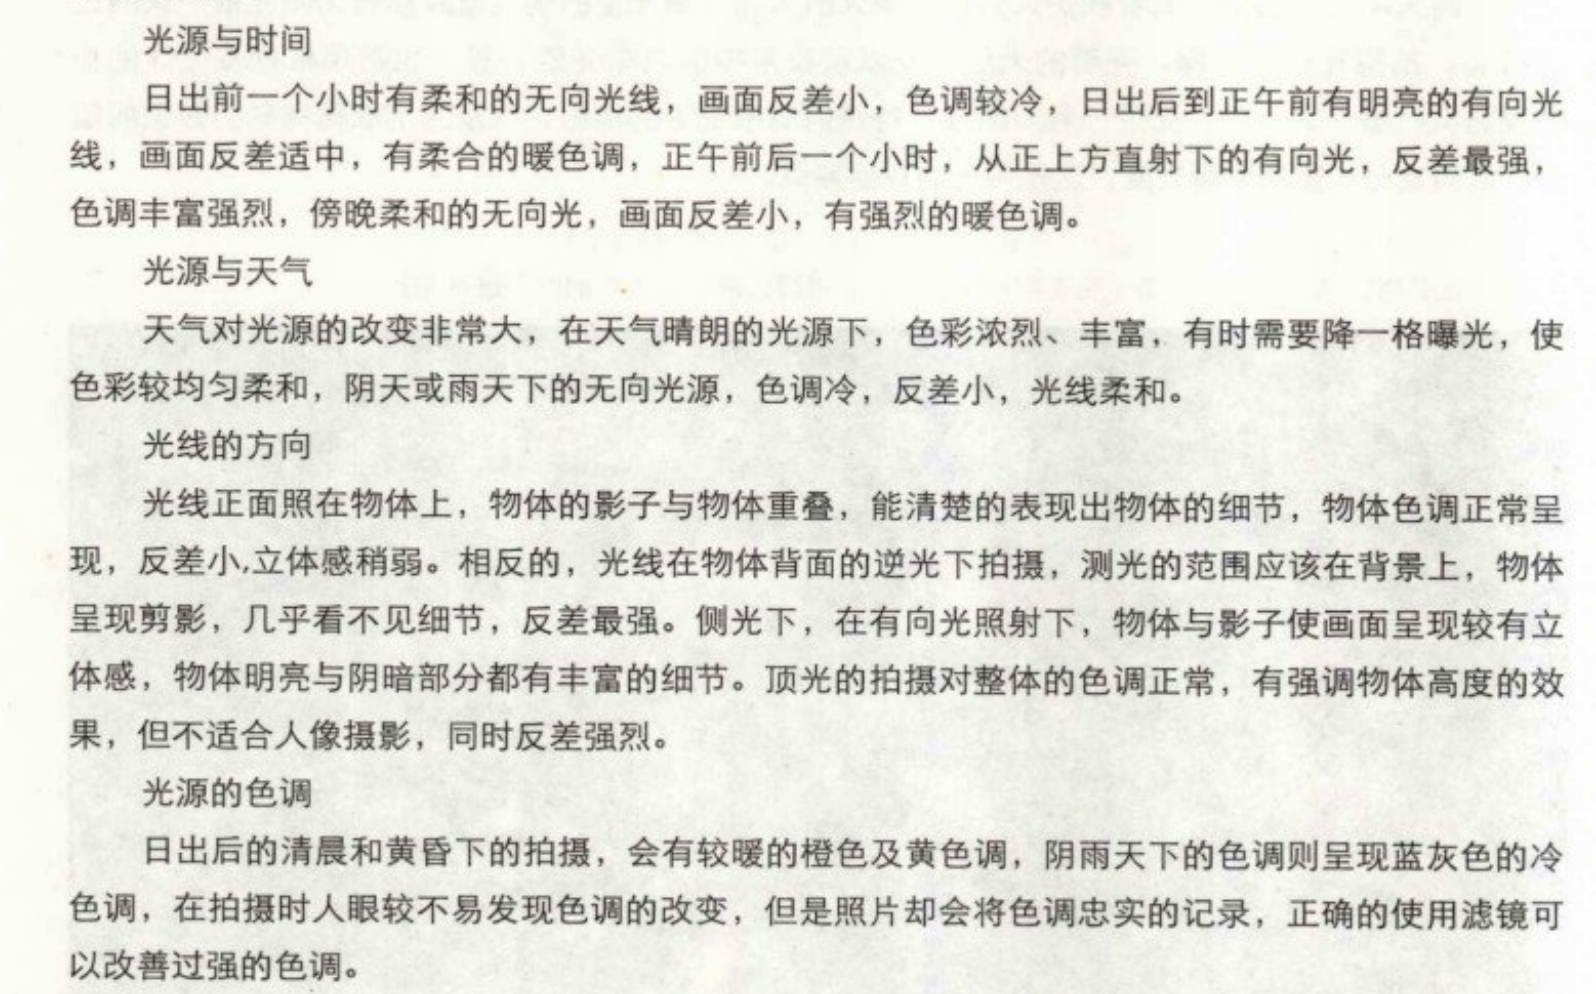 光源与时间
日出前一个小时有柔和的无向光线，画面反差小，色调较冷，日出后到正午前有明亮的有向光
线，画面反差适中，有柔合的暖色调，正午前后一个小时，从正上方直射下的有向光，反差最强，
色调丰富强烈，傍晚柔和的无向光，画面反差小，有强烈的暖色调。
光源与天气
天气对光源的改变非常大，在天气晴朗的光源下，色彩浓烈、丰富，有时需要降一格曝光，使
色彩较均匀柔和，阴天或雨天下的无向光源，色调冷，反差小，光线柔和。
光线的方向
光线正面照在物体上，物体的影子与物体重叠，能清楚的表现出物体的细节，物体色调正常呈
现，反差小,立体感稍弱。相反的，光线在物体背面的逆光下拍摄，测光的范围应该在背景上，物体
呈现剪影，几乎看不见细节，反差最强。侧光下，在有向光照射下，物体与影子使画面呈现较有立
体感，物体明亮与阴暗部分都有丰富的细节。顶光的拍摄对整体的色调正常，有强调物体高度的效
果，但不适合人像摄影，同时反差强烈。
光源的色调
日出后的清晨和黄昏下的拍摄，会有较暖的橙色及黄色调，阴雨天下的色调则呈现蓝灰色的冷
色调，在拍摄时人眼较不易发现色调的改变，但是照片却会将色调忠实的记录，正确的使用滤镜可
以改善过强的色调。